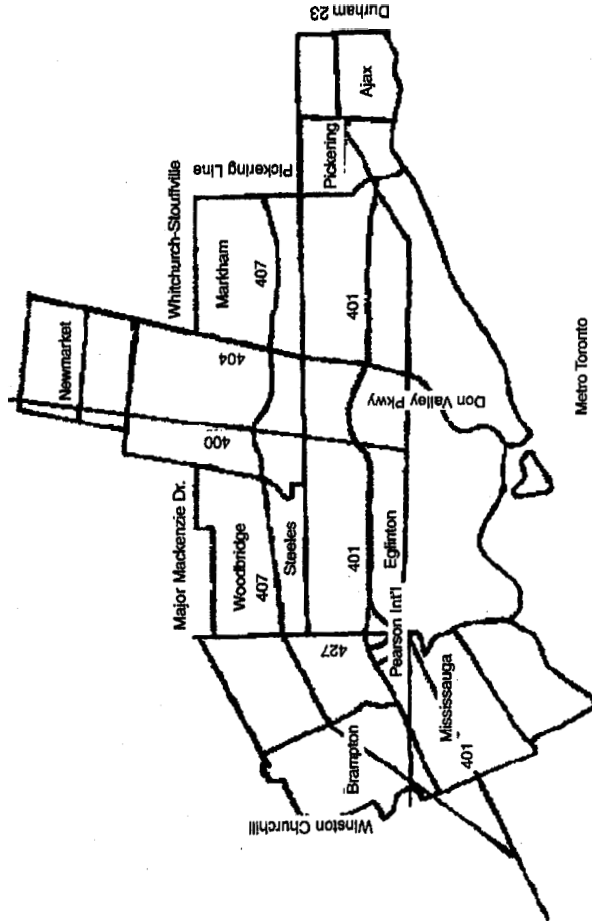 Durham 23
Ajax
Pickering
Pickering Line
Whitchurch-Stouffville
Markham
407
401
Newmarket
404
400
Don Valley Pkwy
Metro Toronto
Major Mackenzie Dr.
Woodbridge
407
Steeles
401
Eglinton
427
Pearson Int'l
Mississauga
401
Brampton
Winston Churchill